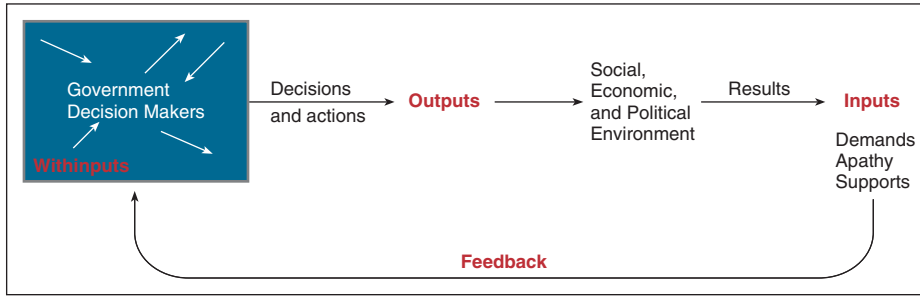 Government
Decision Makers
WithInputs
Decisions
and actions
Outputs
Social,
Economic,
and Political
Environment
Results
Inputs
Demands
Apathy
Supports
Feedback